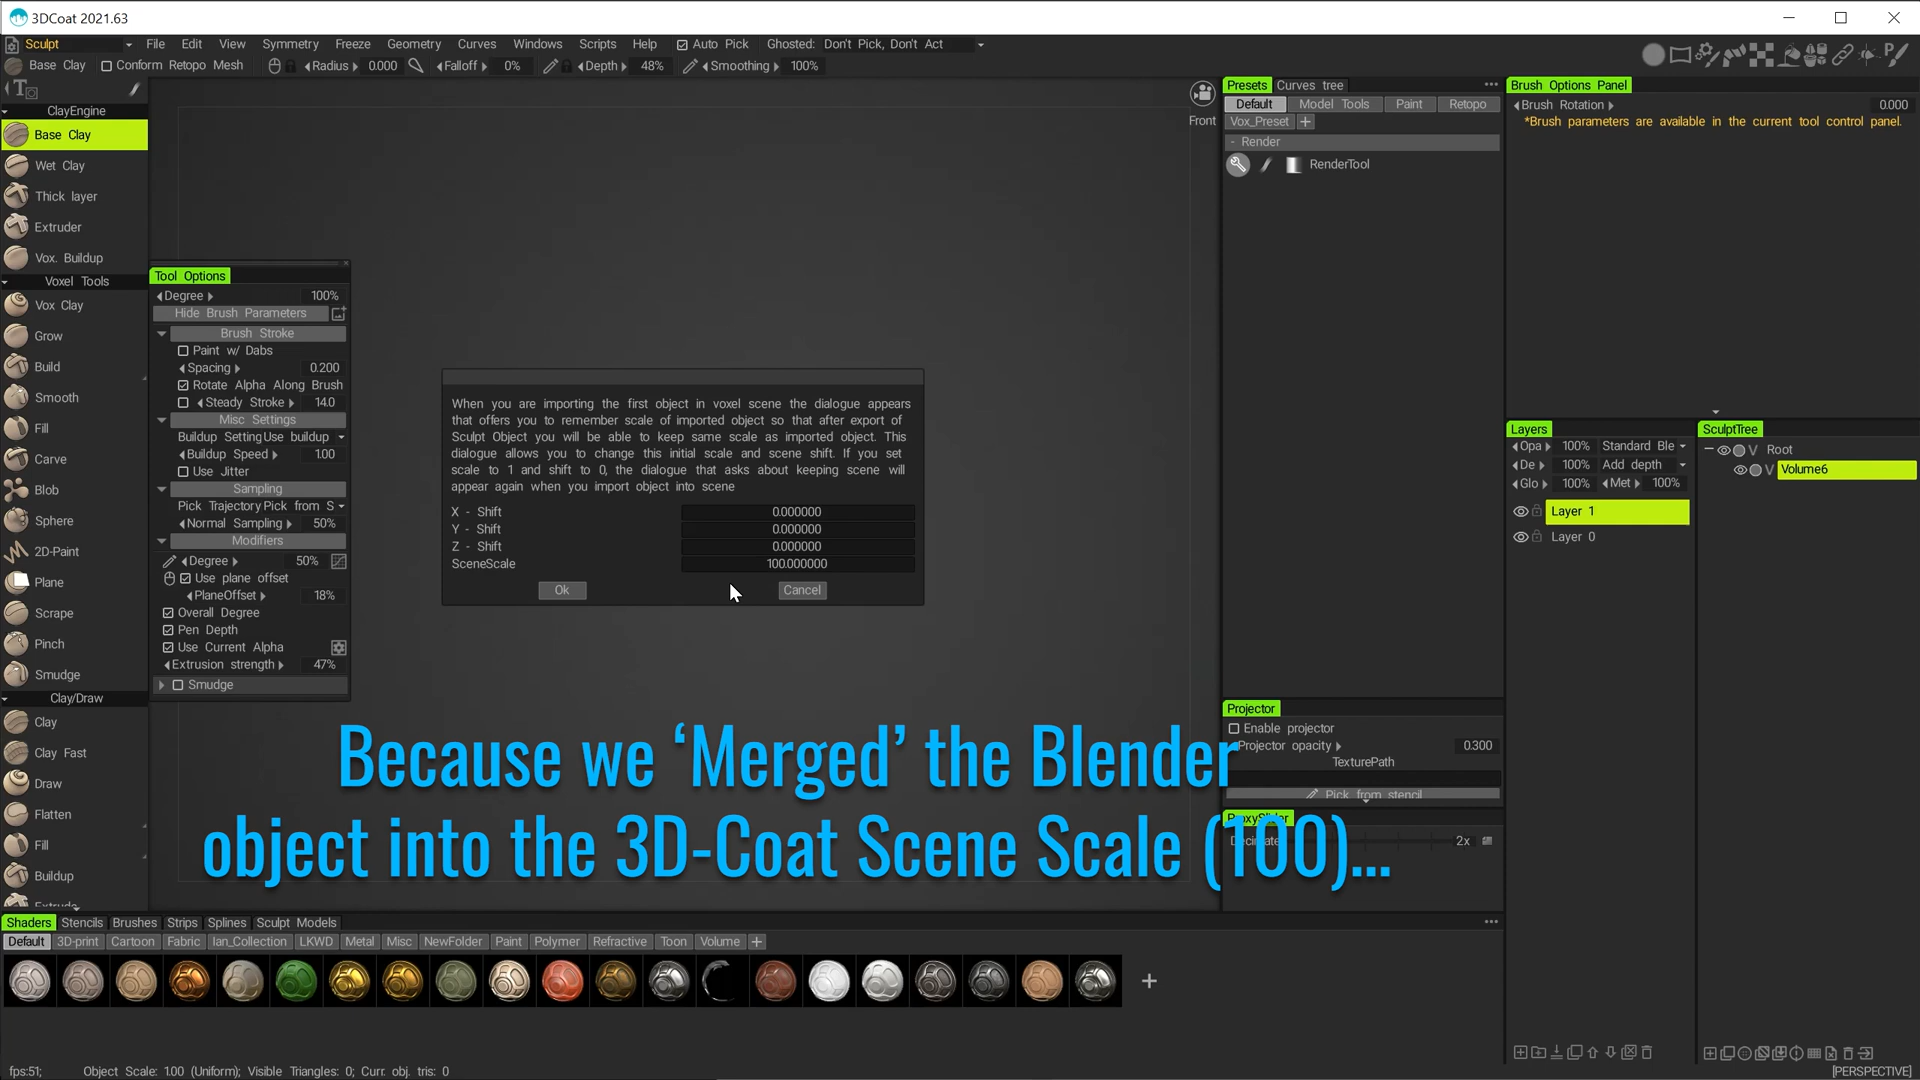 3DCoat 2021.63
Sculpt File Edit View Symmetry Freeze Geometry Curves Windows Scripts Help Auto Pick Ghosted: Don't Pick, Don't Act
Base Clay Conform Retopo Mesh Radius 0.000 Falloff 0% Depth 48% Smoothing 100%
ClayEngine
Base Clay
Wet Clay
Thick layer
Extruder
Vox. Buildup
Voxel Tools
Vox Clay
Grow
Build
Smooth
Fill
Carve
Blob
Sphere
2D-Paint
Plane
Scrape
Pinch
Smudge
Clay/Draw
Clay
Clay Fast
Draw
Flatten
Fill
Buildup
Tool Options
Degree 100%
Hide Brush Parameters
Brush Stroke
Paint w/ Dabs
Spacing 0.200
Rotate Alpha Along Brush
Steady Stroke 14.0
Misc Settings
Buildup SettingUse buildup
Buildup Speed 1.00
Use Jitter
Sampling
Pick TrajectoryPick from S
Normal Sampling 50%
Modifiers
Degree 50%
Use plane offset
PlaneOffset 18%
Overall Degree
Pen Depth
Use Current Alpha
Extrusion strength 47%
Smudge
When you are importing the first object in voxel scene the dialogue appears
that offers you to remember scale of imported object so that after export of
Sculpt Object you will be able to keep same scale as imported object. This
dialogue allows you to change this initial scale and scene shift. If you set
scale to 1 and shift to 0, the dialogue that asks about keeping scene will
appear again when you import object into scene
X - Shift 0.000000
Y - Shift 0.000000
Z - Shift 0.000000
SceneScale 100.000000
Ok Cancel
Front
Presets Curves tree
Default Model Tools Paint Retopo
Vox_Preset +
- Render
RenderTool
Brush Options Panel
Brush Rotation 0.000
*Brush parameters are available in the current tool control panel.
Layers
Opa 100% Standard Ble
De 100% Add depth
Glo 100% Met 100%
Layer 1
Layer 0
SculptTree
V Root
V Volume6
Projector
Enable projector
Projector opacity 0.300
TexturePath
Pick from stencil
2x
Because we ‘Merged’ the Blender
object into the 3D-Coat Scene Scale (100)...
Shaders Stencils Brushes Strips Splines Sculpt Models
Default 3D-print Cartoon Fabric Ian_Collection LKWD Metal Misc NewFolder Paint Polymer Refractive Toon Volume +
fps:51; Object Scale: 1.00 (Uniform); Visible Triangles: 0; Curr. obj. tris: 0 [PERSPECTIVE]